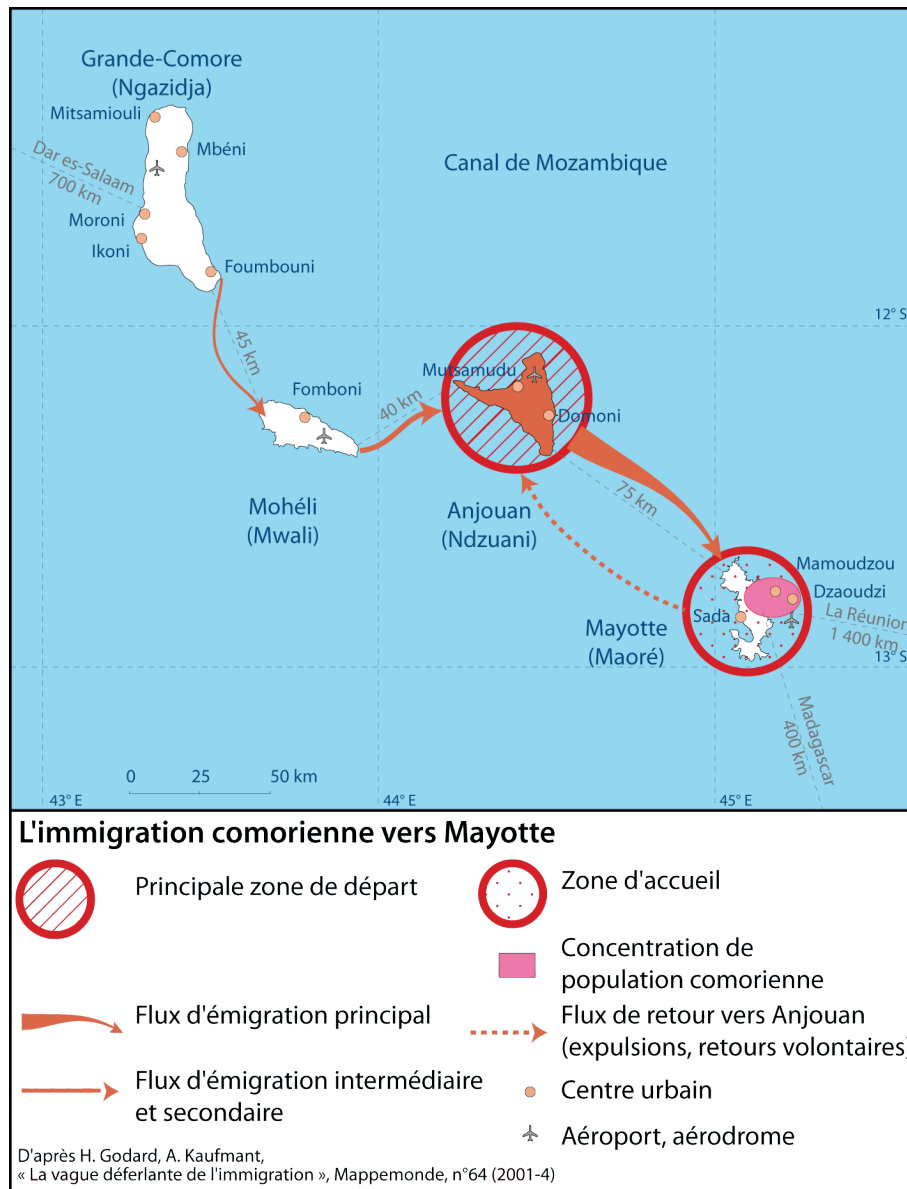 Grande-Comore
(Ngazidja)
Mitsamiouli
Mbéni
Canal de Mozambique
Dar es-Salaam
700 km
Moroni
Ikoni
Foumbouni
12° S
45 km
Mutsamudu
Fomboni
40 km
Domoni
75 km
Mohéli
(Mwali)
Anjouan
(Ndzuani)
Mamoudzou
Dzaoudzi
Sada
La Réunion
1 400 km
Mayotte
(Maoré)
13° S
Madagascar
400 km
0 25 50 km
43° E
44° E
45° E
L'immigration comorienne vers Mayotte
Principale zone de départ
Zone d'accueil
Concentration de
population comorienne
Flux d'émigration principal
Flux de retour vers Anjouan
(expulsions, retours volontaires)
Flux d'émigration intermédiaire
et secondaire
Centre urbain
Aéroport, aérodrome
D'après H. Godard, A. Kaufmant,
« La vague déferlante de l'immigration », Mappemonde, n°64 (2001-4)